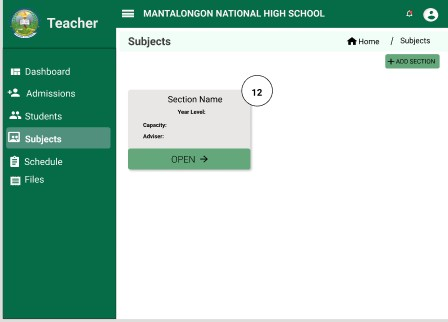 Teacher
MANTALONGON NATIONAL HIGH SCHOOL
Subjects
Home / Subjects
+ ADD SECTION
Dashboard
Admissions
Students
Subjects
Schedule
Files
12
Section Name
Year Level:
Capacity:
Adviser:
OPEN →